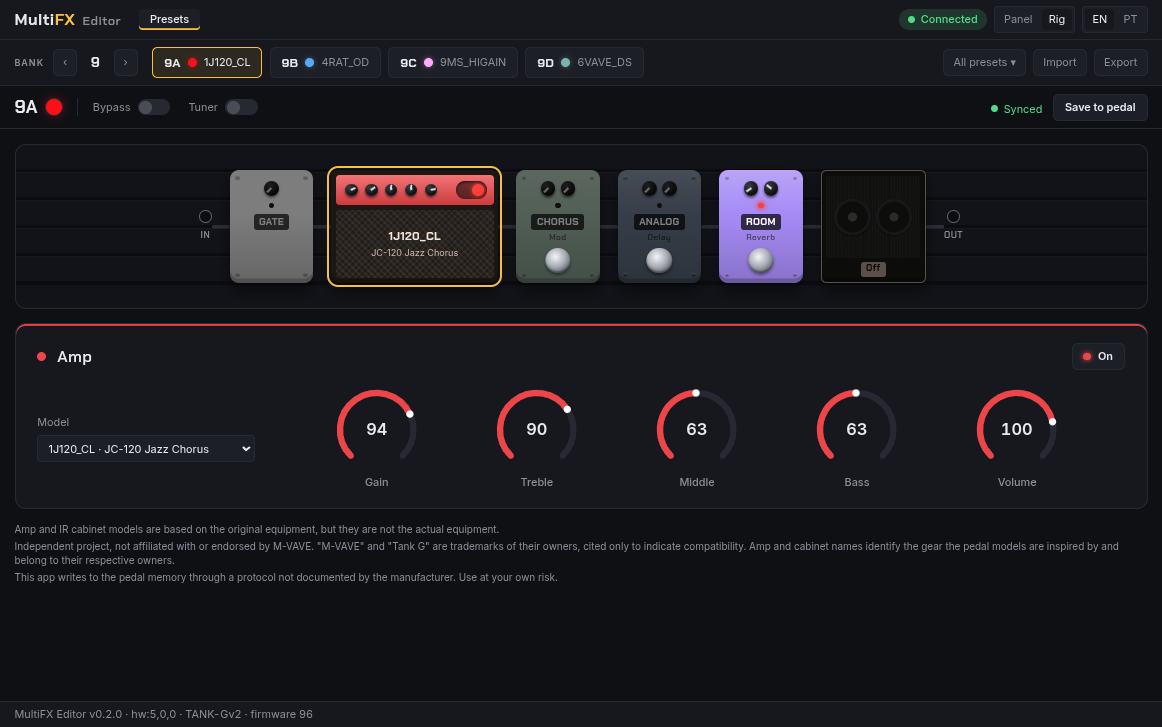 MultiFX Editor Presets Connected Panel Rig EN PT
BANK ‹ 9 › 9A 1J120_CL 9B 4RAT_OD 9C 9MS_HIGAIN 9D 6VAVE_DS All presets ▾ Import Export
9A Bypass Tuner Synced Save to pedal
IN
GATE
1J120_CL
JC-120 Jazz Chorus
CHORUS
Mod
ANALOG
Delay
ROOM
Reverb
Off
OUT
Amp On
Model
1J120_CL · JC-120 Jazz Chorus
94 90 63 63 100
Gain Treble Middle Bass Volume
Amp and IR cabinet models are based on the original equipment, but they are not the actual equipment.
Independent project, not affiliated with or endorsed by M-VAVE. "M-VAVE" and "Tank G" are trademarks of their owners, cited only to indicate compatibility. Amp and cabinet names identify the gear the pedal models are inspired by and
belong to their respective owners.
This app writes to the pedal memory through a protocol not documented by the manufacturer. Use at your own risk.
MultiFX Editor v0.2.0 · hw:5,0,0 · TANK-Gv2 · firmware 96